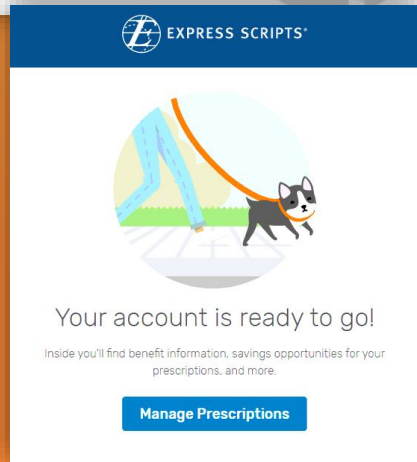 EXPRESS SCRIPTS®
Your account is ready to go!
Inside you'll find benefit information, savings opportunities for your
prescriptions, and more.
Manage Prescriptions